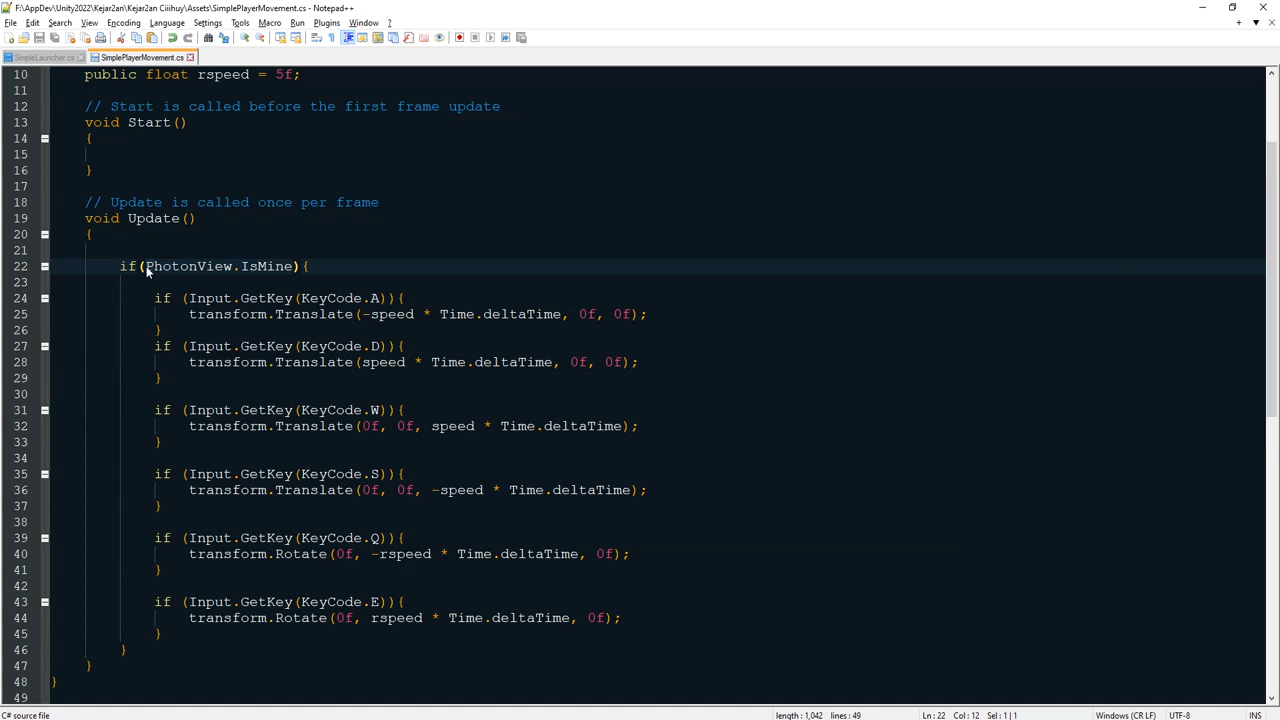 F:\AppDev\Unity2022\Kejar2an\Kejar2an Ciiihuy\Assets\SimplePlayerMovement.cs - Notepad++
File Edit Search View Encoding Language Settings Tools Macro Run Plugins Window ?
SimpleLauncher.cs SimplePlayerMovement.cs
10 public float rspeed = 5f;
11
12 // Start is called before the first frame update
13 void Start()
14 {
15
16 }
17
18 // Update is called once per frame
19 void Update()
20 {
21
22 if(PhotonView.IsMine){
23
24 if (Input.GetKey(KeyCode.A)){
25 transform.Translate(-speed * Time.deltaTime, 0f, 0f);
26 }
27 if (Input.GetKey(KeyCode.D)){
28 transform.Translate(speed * Time.deltaTime, 0f, 0f);
29 }
30
31 if (Input.GetKey(KeyCode.W)){
32 transform.Translate(0f, 0f, speed * Time.deltaTime);
33 }
34
35 if (Input.GetKey(KeyCode.S)){
36 transform.Translate(0f, 0f, -speed * Time.deltaTime);
37 }
38
39 if (Input.GetKey(KeyCode.Q)){
40 transform.Rotate(0f, -rspeed * Time.deltaTime, 0f);
41 }
42
43 if (Input.GetKey(KeyCode.E)){
44 transform.Rotate(0f, rspeed * Time.deltaTime, 0f);
45 }
46 }
47 }
48 }
49
C# source file length : 1,042 lines : 49 Ln : 22 Col : 12 Sel : 1 | 1 Windows (CR LF) UTF-8 INS